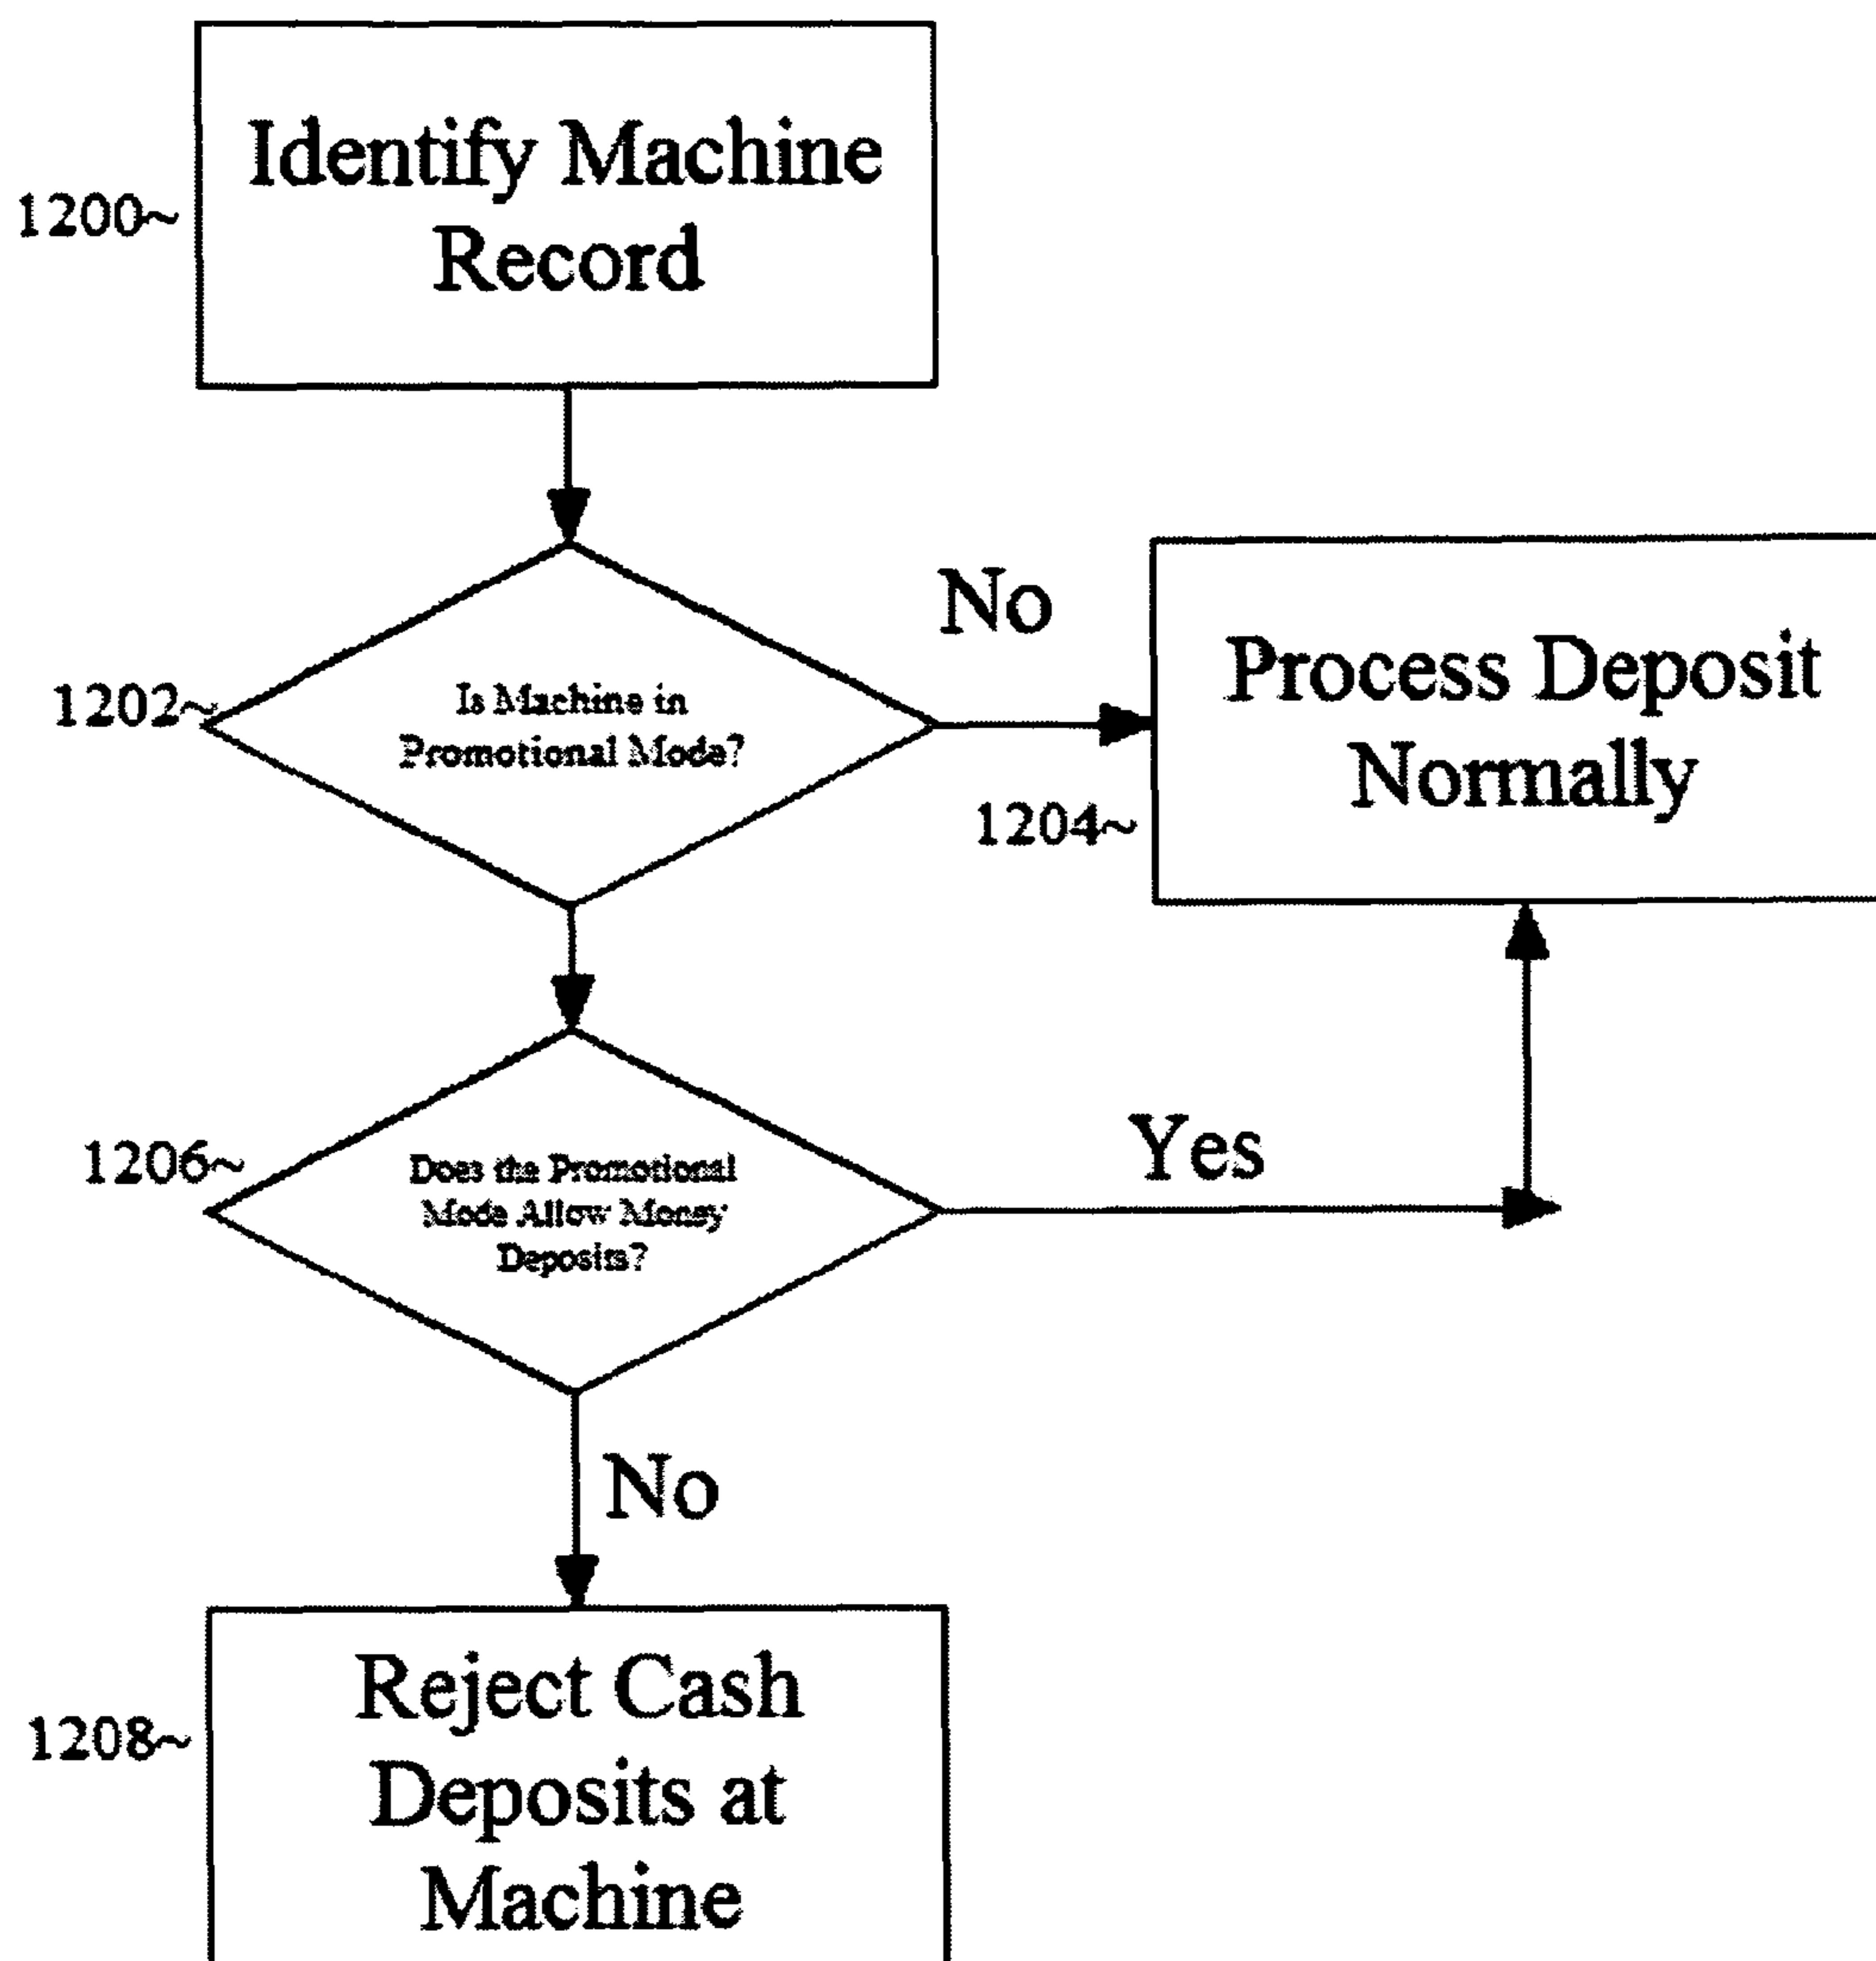 Identify Machine
Record
1200~
No
Is Machine in
Promotional Mode?
1202~
Process Deposit
Normally
1204~
Does the Promotional
Mode Allow Money
Deposits?
1206~
Yes
No
Reject Cash
Deposits at
Machine
1208~